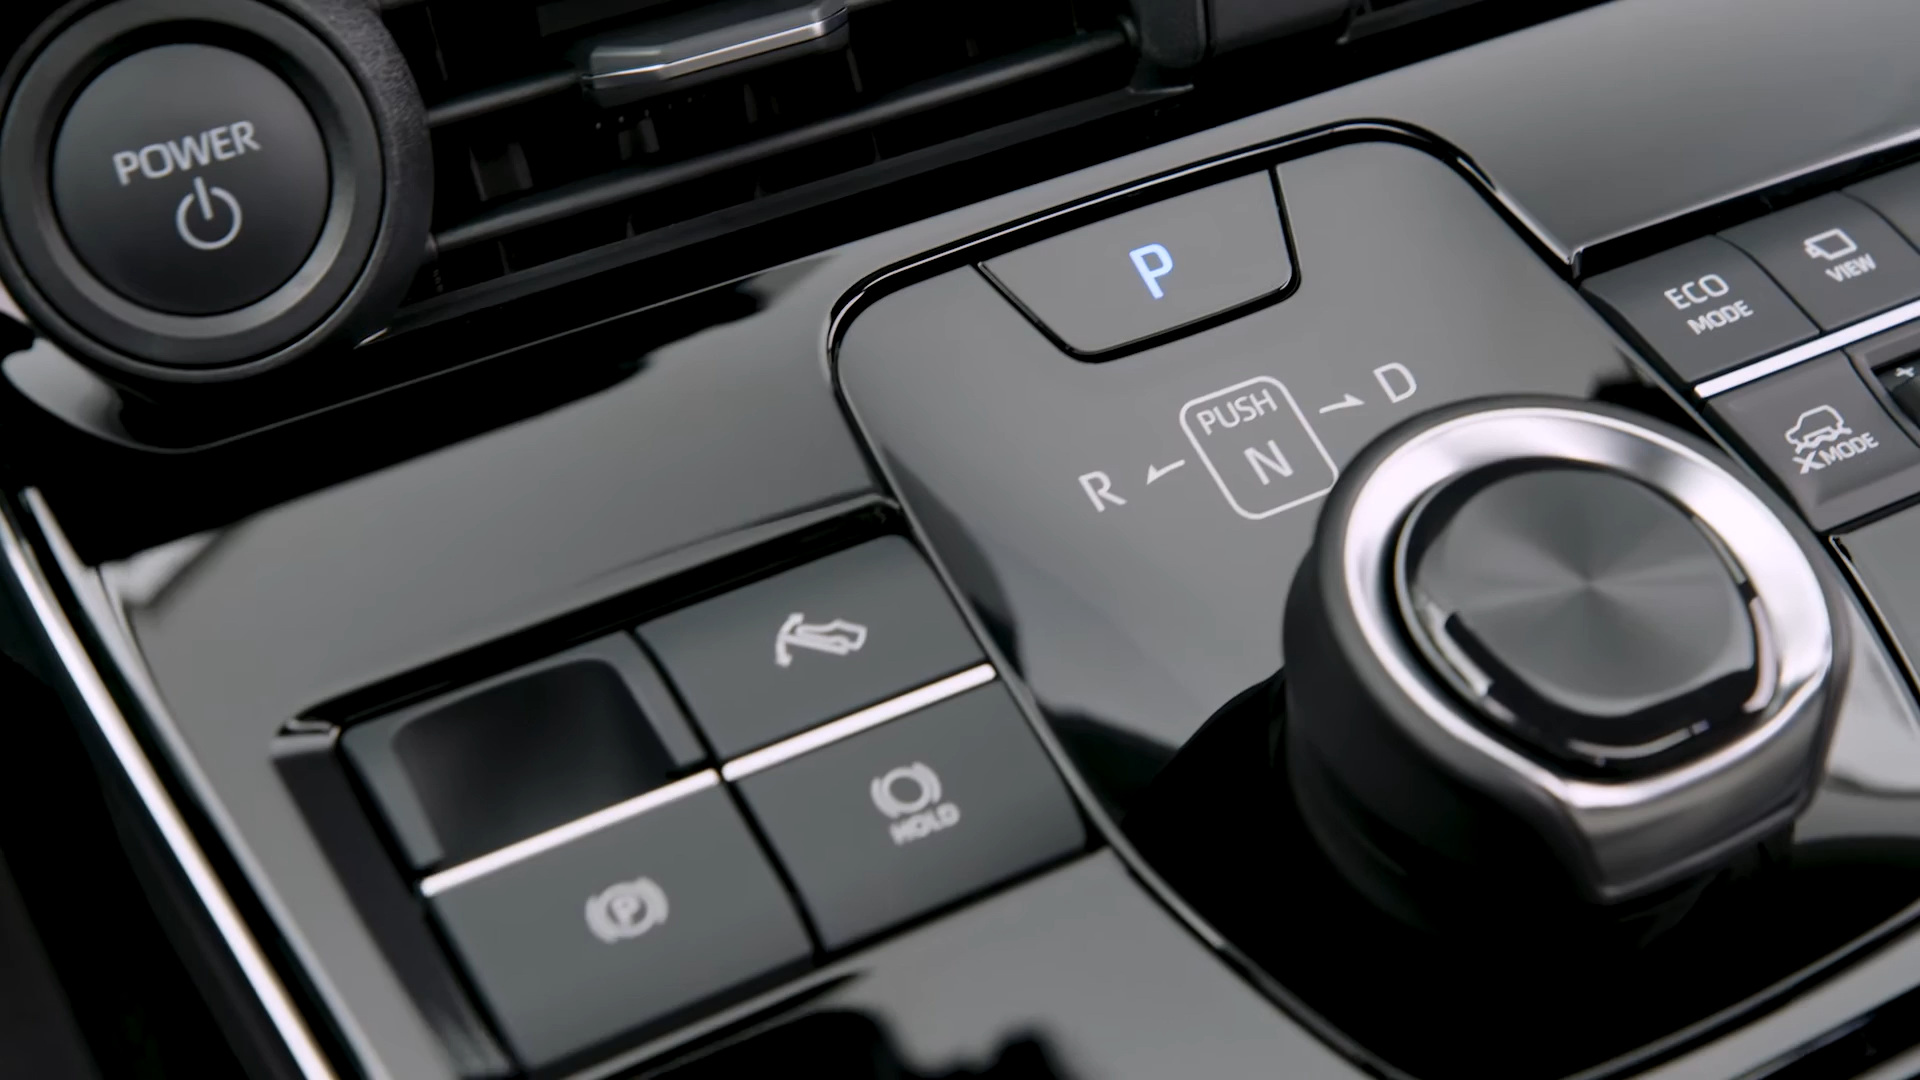 POWER
P
PUSH
N
R
D
ECO
MODE
VIEW
X MODE
+
HOLD
P